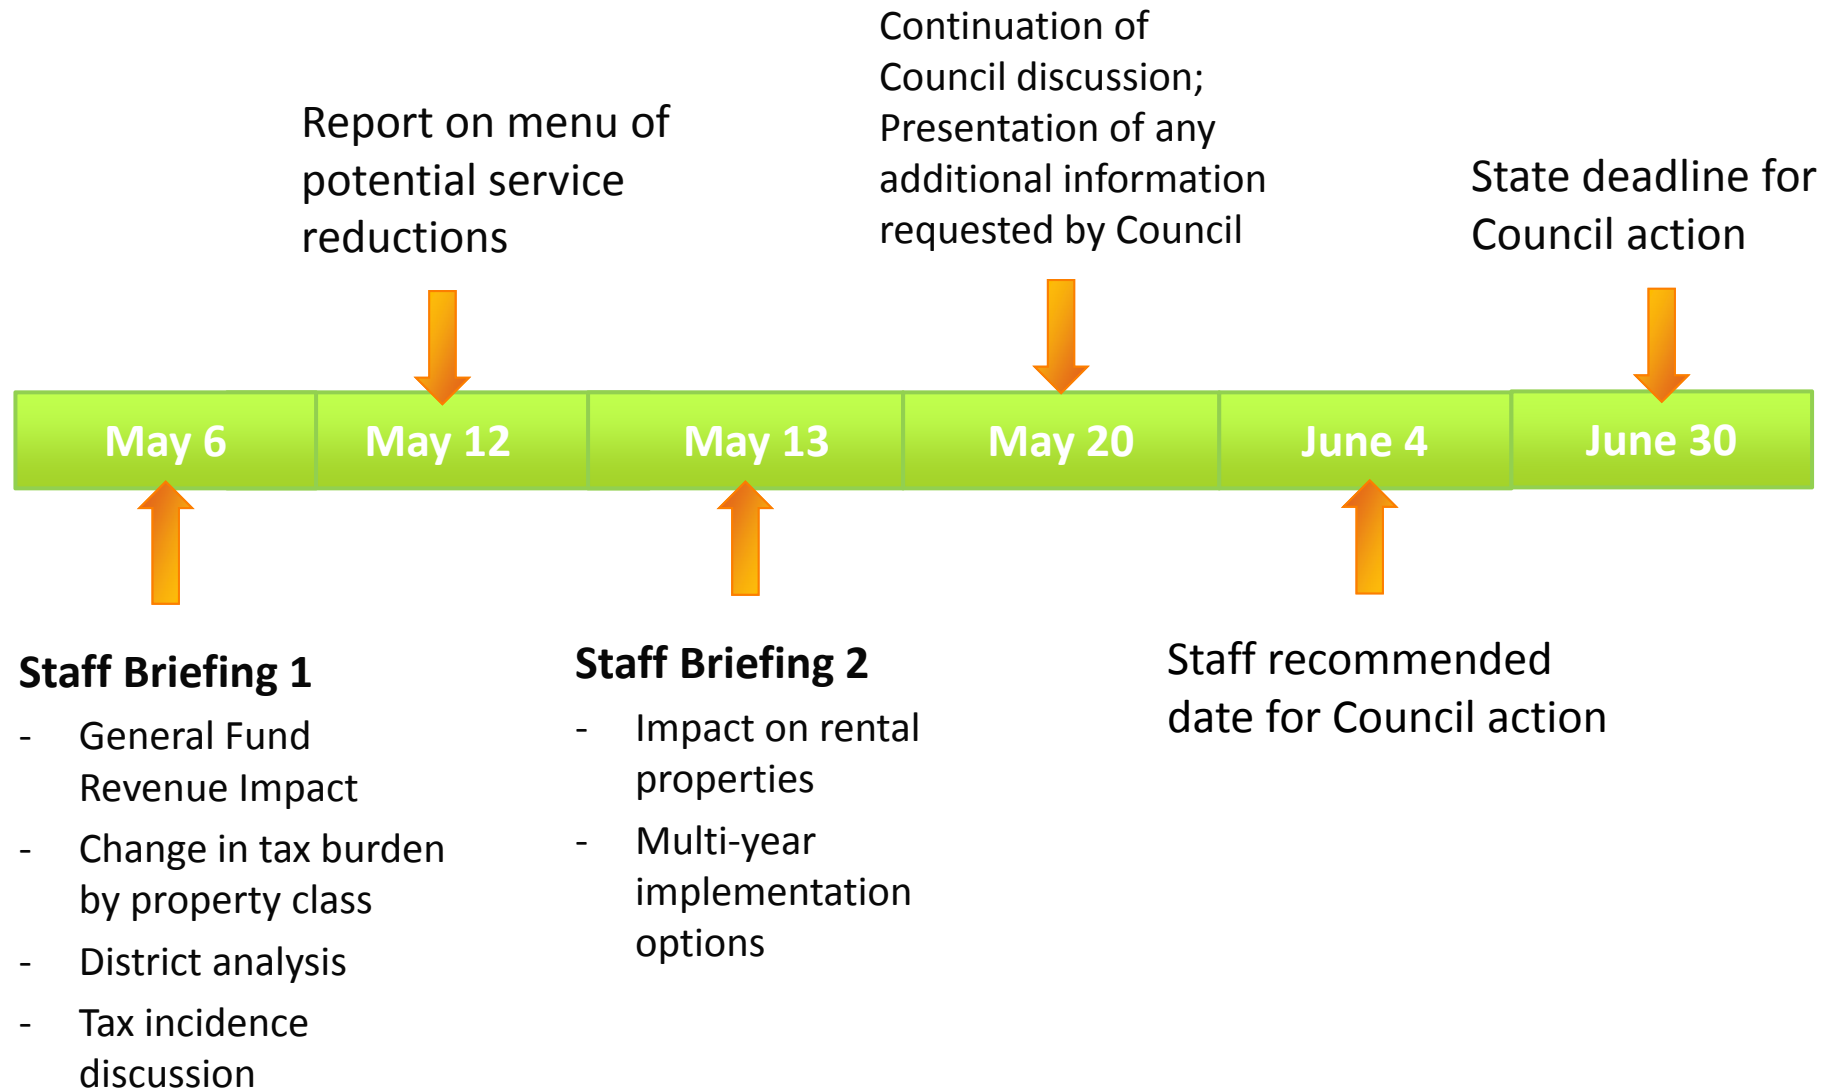 Report on menu of
potential service
reductions
Continuation of
Council discussion;
Presentation of any
additional information
requested by Council
State deadline for
Council action
May 6
May 12
May 13
May 20
June 4
June 30
Staff Briefing 1
- General Fund
Revenue Impact
- Change in tax burden
by property class
- District analysis
- Tax incidence
discussion
Staff Briefing 2
- Impact on rental
properties
- Multi-year
implementation
options
Staff recommended
date for Council action